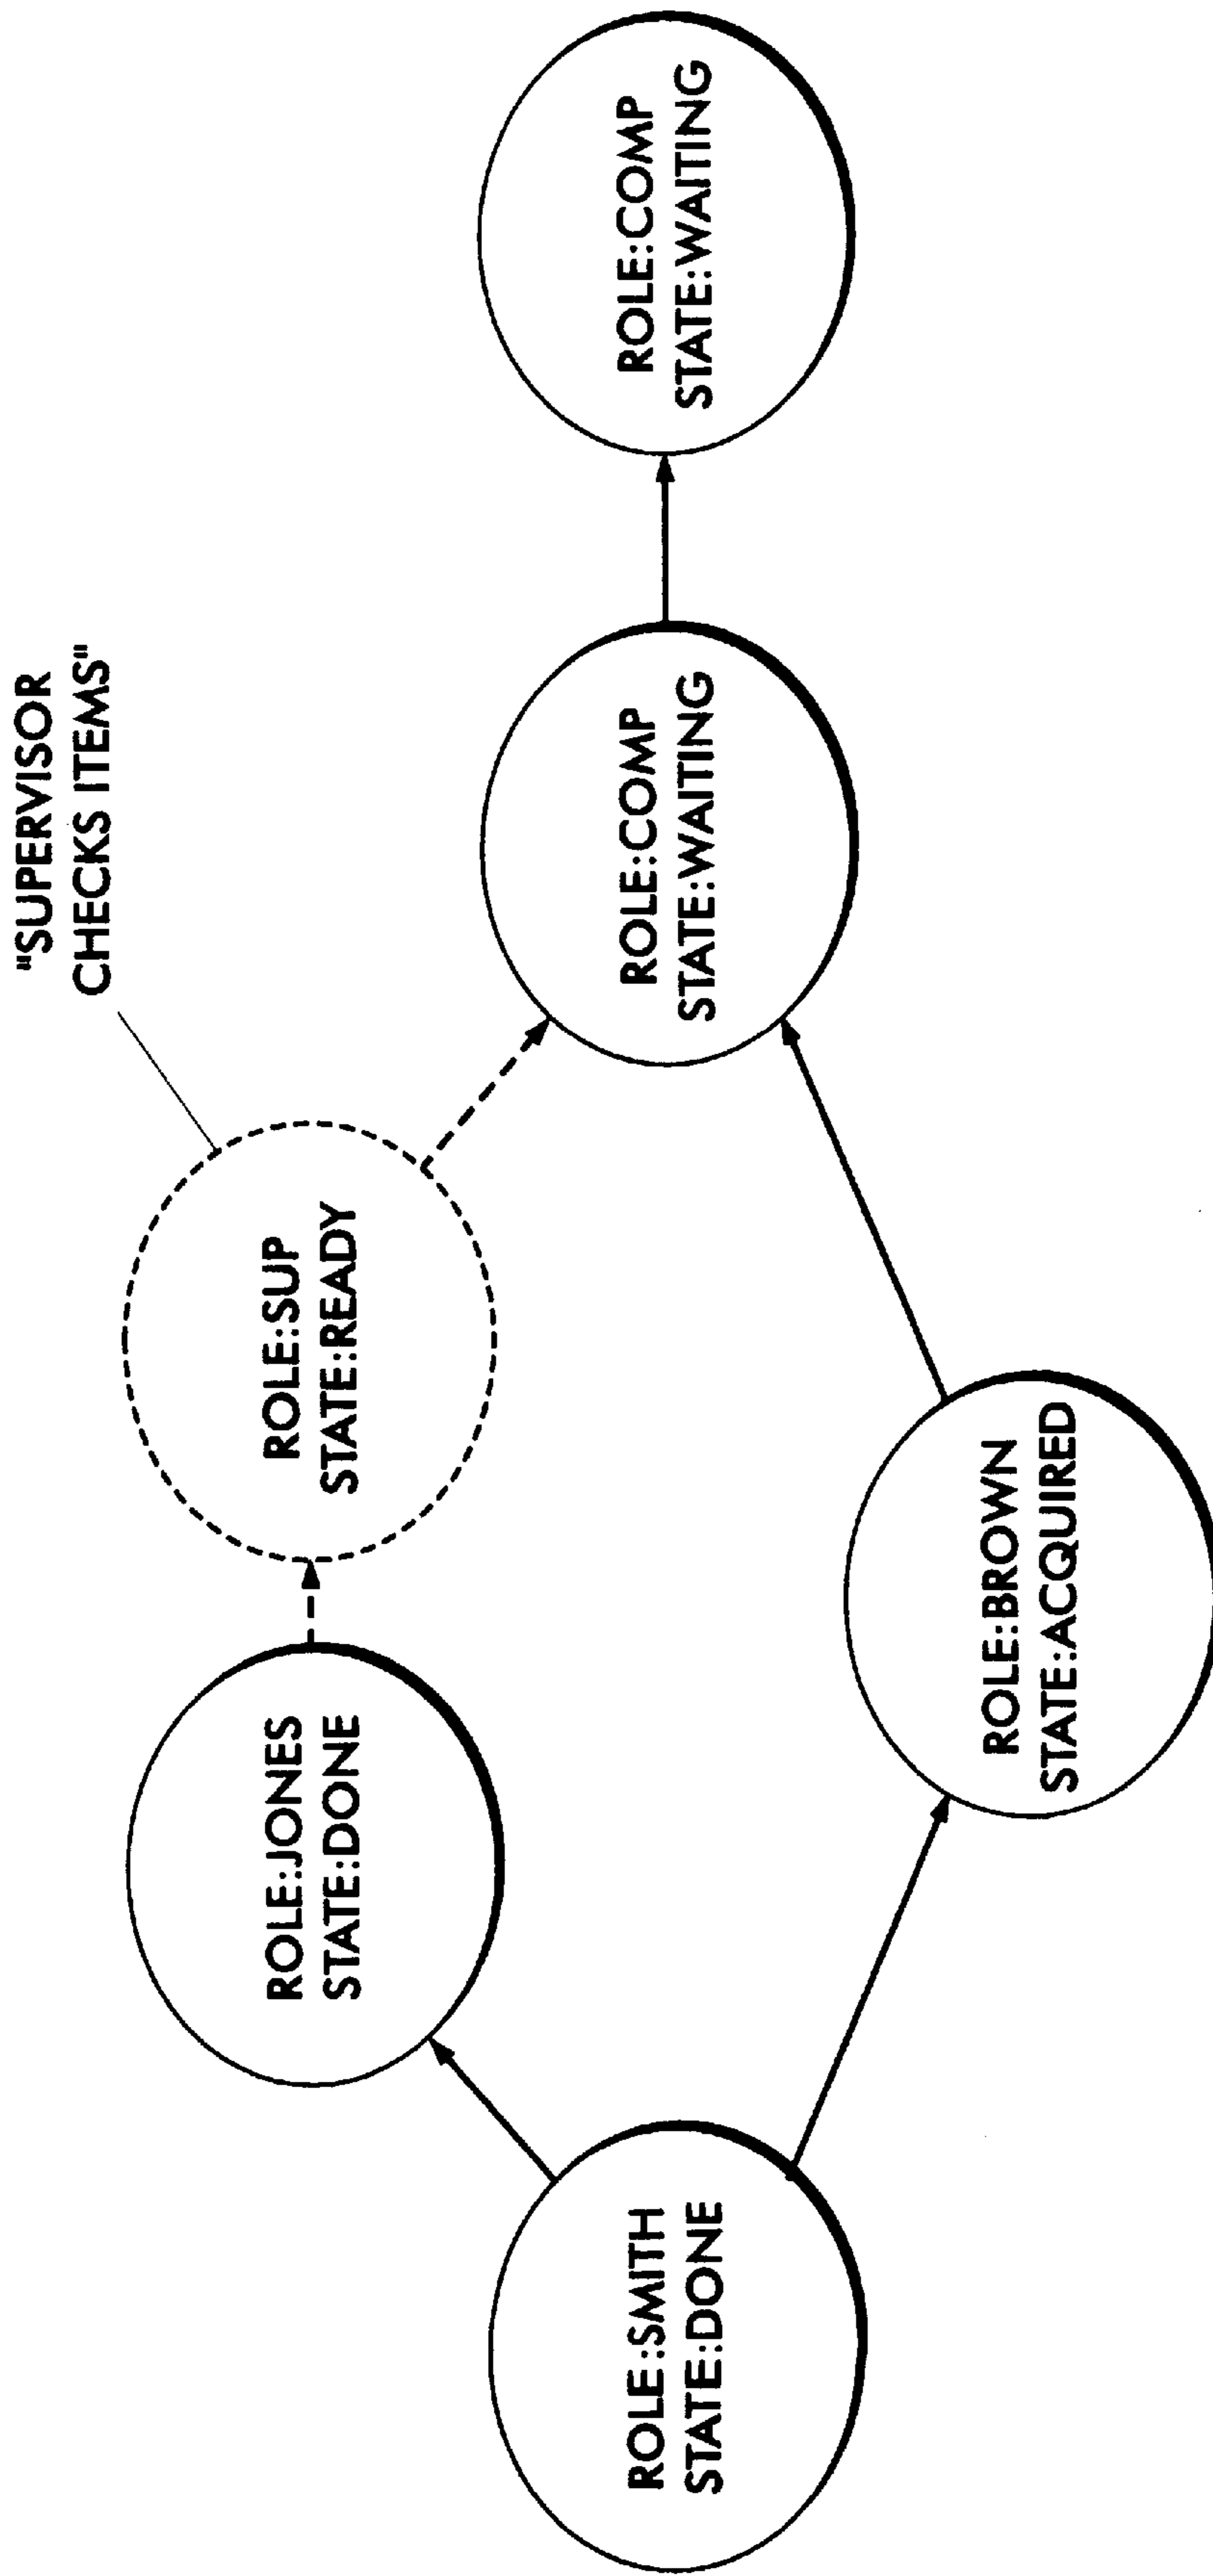 "SUPERVISOR
CHECKS ITEMS"
ROLE:SMITH
STATE:DONE
ROLE:JONES
STATE:DONE
ROLE:SUP
STATE:READY
ROLE:BROWN
STATE:ACQUIRED
ROLE:COMP
STATE:WAITING
ROLE:COMP
STATE:WAITING